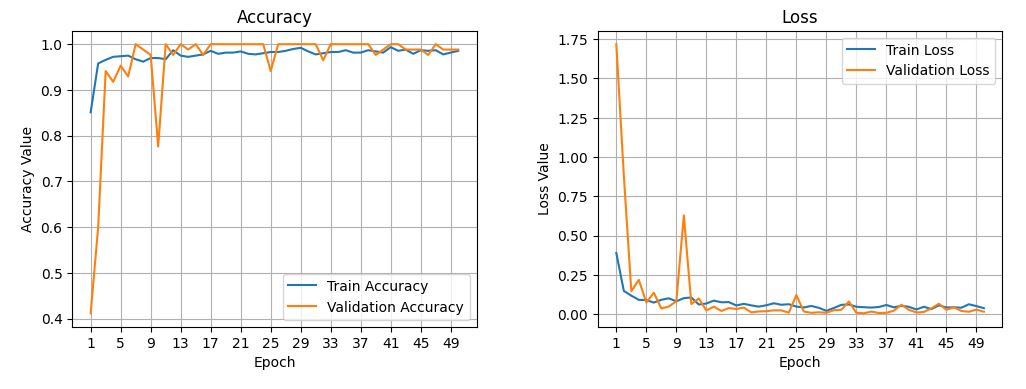 Accuracy
1.0
0.9
0.8
0.7
0.6
0.5
0.4
Accuracy Value
Train Accuracy
Validation Accuracy
1 5 9 13 17 21 25 29 33 37 41 45 49
Epoch
Loss
1.75
1.50
1.25
1.00
0.75
0.50
0.25
0.00
Loss Value
Train Loss
Validation Loss
1 5 9 13 17 21 25 29 33 37 41 45 49
Epoch